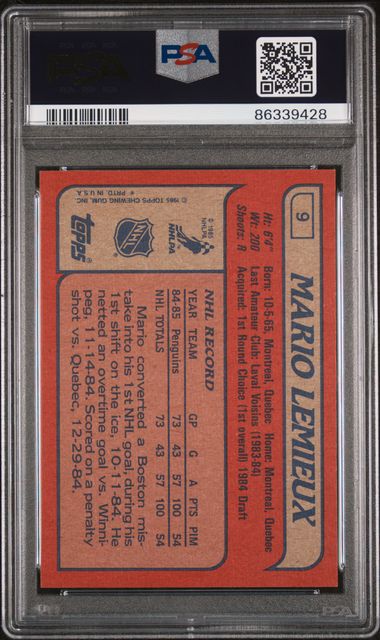 PSA
PSA
86339428
9
MARIO LEMIEUX
Ht: 6'4"
Wt: 200
Shoots: R
Born: 10-5-65, Montreal, Quebec Home: Montreal, Quebec
Last Amateur Club: Laval Voisins (1983-84)
Acquired: 1st Round Choice (1st overall) 1984 Draft
NHL RECORD
YEAR TEAM GP G A PTS PIM
84-85 Penguins 73 43 57 100 54
NHL TOTALS 73 43 57 100 54
Mario converted a Boston mis-
take into his 1st NHL goal, during his
1st shift on the ice, 10-11-84. He
netted an overtime goal vs. Winni-
peg, 11-14-84. Scored on a penalty
shot vs. Quebec, 12-29-84.
© 1985
NHLPA
NHLPA
NHL
topps®
© 1985 TOPPS CHEWING GUM, INC.
* PRTD. IN U.S.A.